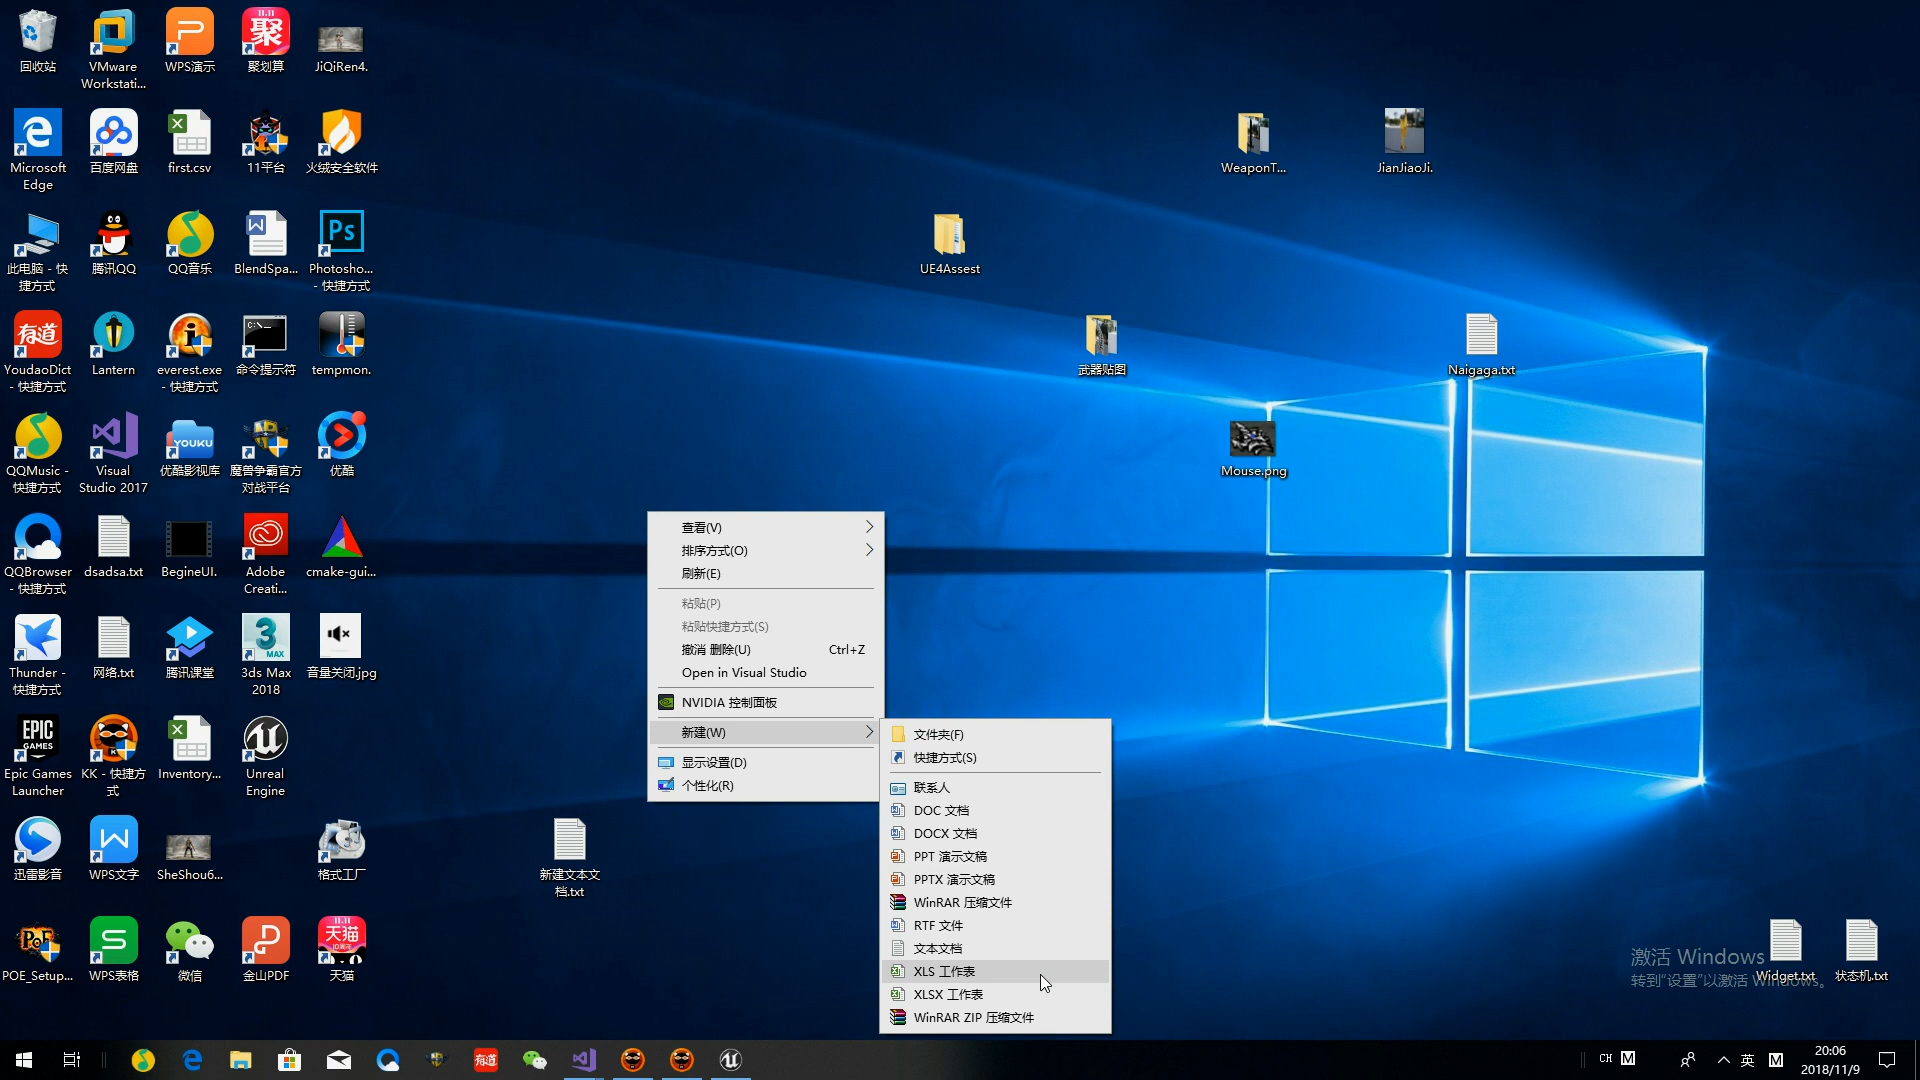 回收站
VMware
Workstati...
WPS演示
聚划算
JiQiRen4.
Microsoft
Edge
百度网盘
first.csv
11平台
火绒安全软件
WeaponT...
JianJiaoJi.
此电脑 - 快
捷方式
腾讯QQ
QQ音乐
BlendSpa...
Photosho...
- 快捷方式
UE4Assest
YoudaoDict
- 快捷方式
Lantern
everest.exe
- 快捷方式
命令提示符
tempmon.
武器贴图
Naigaga.txt
QQMusic -
快捷方式
Visual
Studio 2017
优酷影视库
魔兽争霸官方
对战平台
优酷
Mouse.png
QQBrowser
- 快捷方式
dsadsa.txt
BegineUI.
Adobe
Creati...
cmake-gui...
Thunder -
快捷方式
网络.txt
腾讯课堂
3ds Max
2018
音量关闭.jpg
Epic Games
Launcher
KK - 快捷方
式
Inventory...
Unreal
Engine
迅雷影音
WPS文字
SheShou6...
格式工厂
新建文本文
档.txt
POE_Setup...
WPS表格
微信
金山PDF
天猫
查看(V)
排序方式(O)
刷新(E)
粘贴(P)
粘贴快捷方式(S)
撤消 删除(U) Ctrl+Z
Open in Visual Studio
NVIDIA 控制面板
新建(W)
显示设置(D)
个性化(R)
文件夹(F)
快捷方式(S)
联系人
DOC 文档
DOCX 文档
PPT 演示文稿
PPTX 演示文稿
WinRAR 压缩文件
RTF 文件
文本文档
XLS 工作表
XLSX 工作表
WinRAR ZIP 压缩文件
激活 Windows
转到"设置"以激活 Windows。
Widget.txt
状态机.txt
CH M
英
M
20:06
2018/11/9